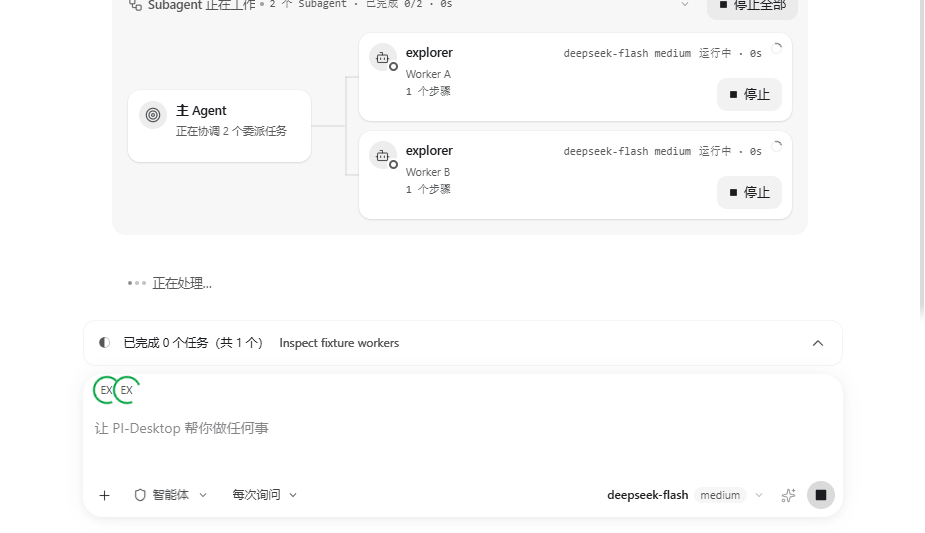 Subagent 正在工作 • 2 个 Subagent · 已完成 0/2 · 0s
停止全部
explorer
deepseek-flash medium 运行中 · 0s
Worker A
1 个步骤
停止
主 Agent
正在协调 2 个委派任务
explorer
deepseek-flash medium 运行中 · 0s
Worker B
1 个步骤
停止
正在处理...
已完成 0 个任务（共 1 个） Inspect fixture workers
EX EX
让 PI-Desktop 帮你做任何事
智能体 每次询问 deepseek-flash medium